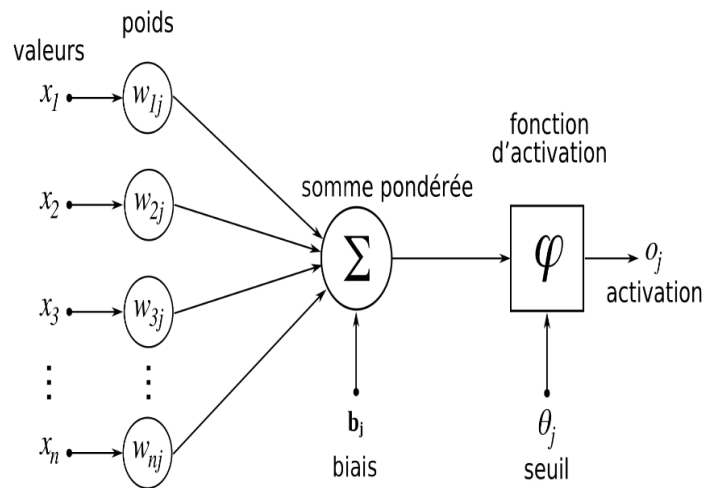 poids
valeurs
x1
w1j
x2
w2j
x3
w3j
xn
wnj
somme pondérée
Σ
bj
biais
fonction
d'activation
φ
θj
seuil
oj
activation